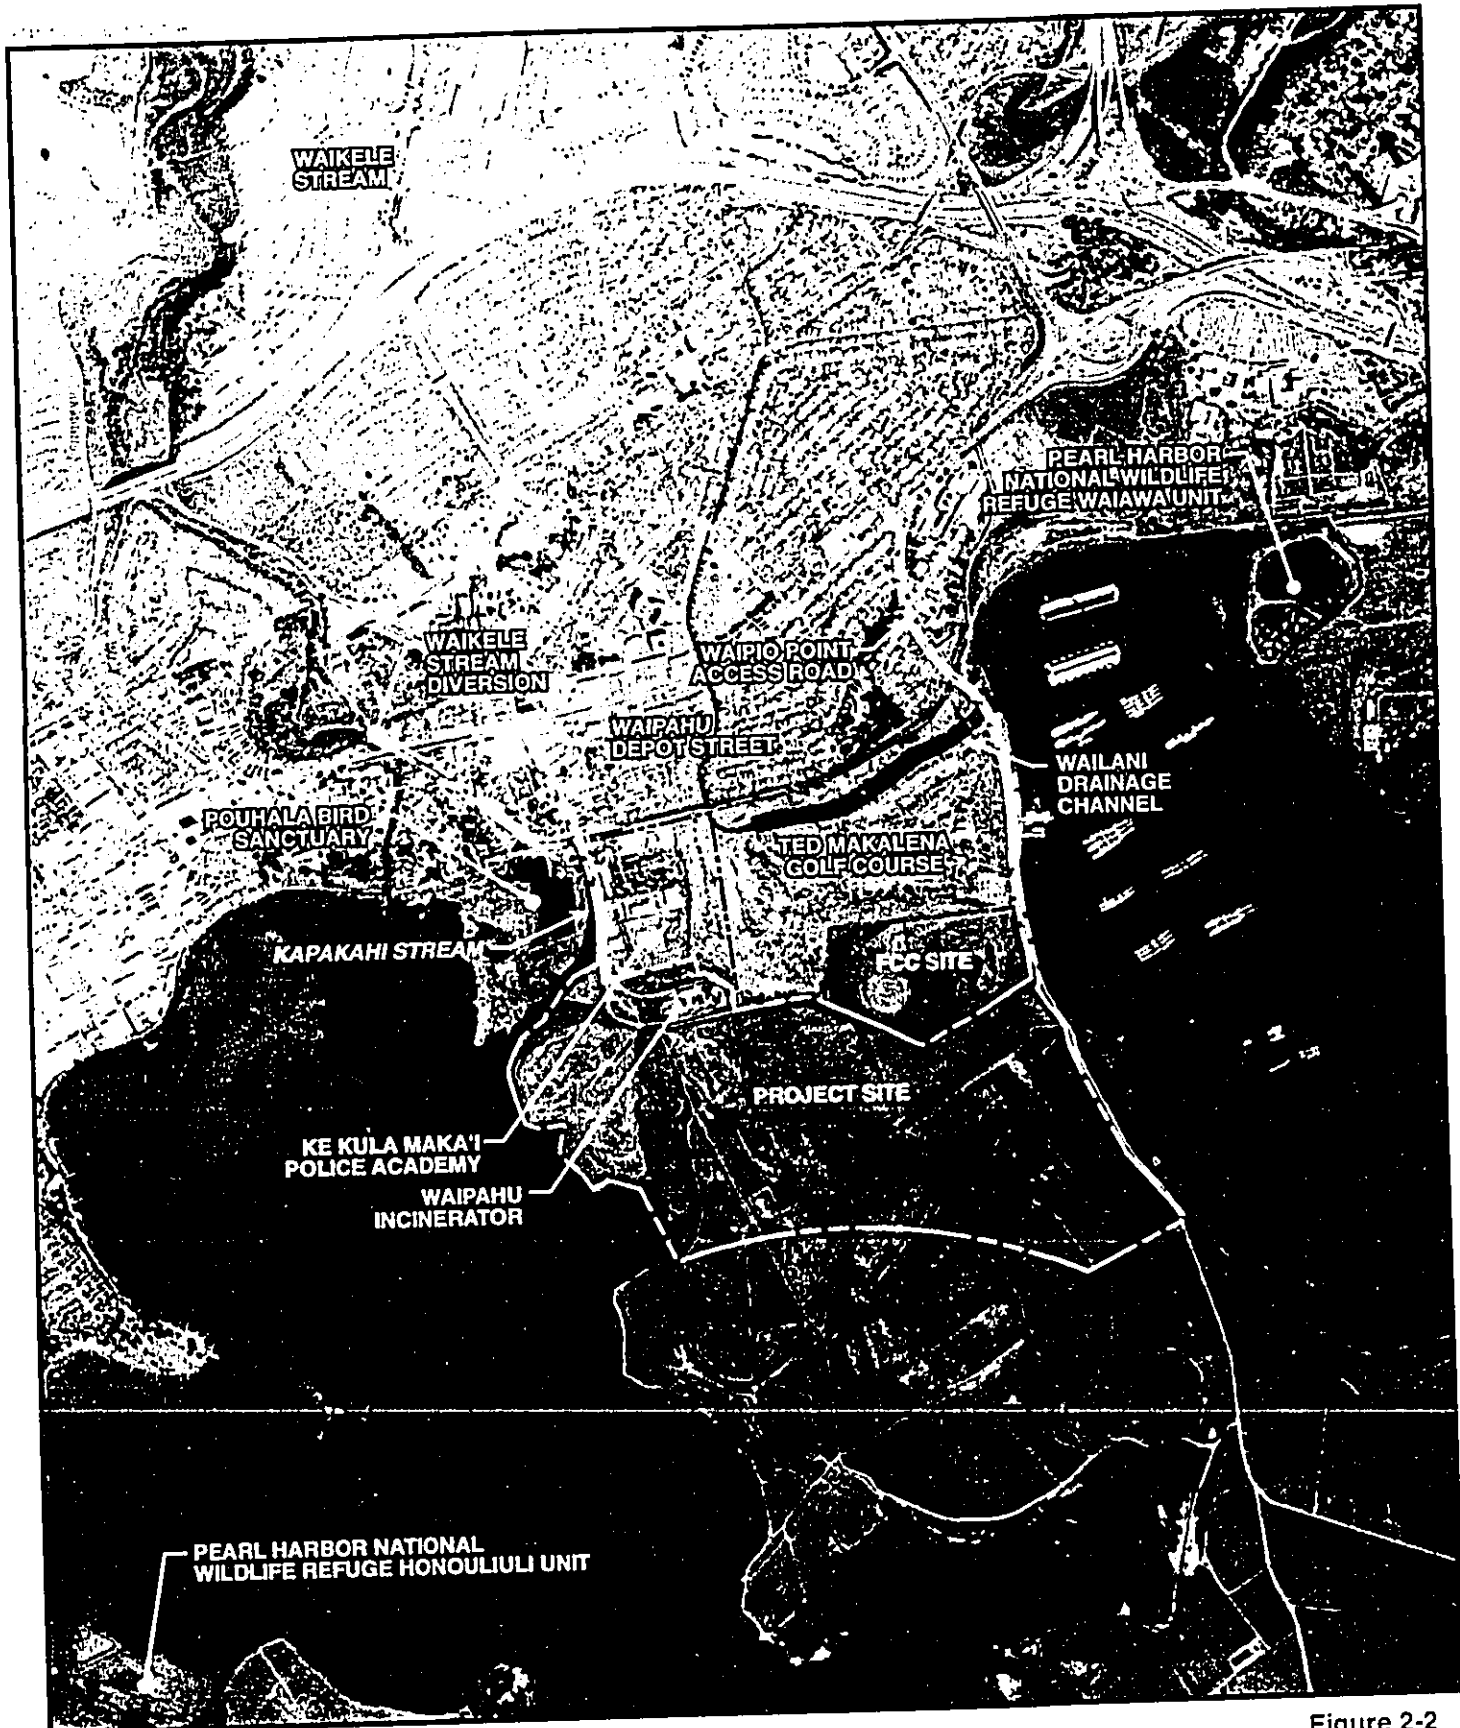 WAIKELE
STREAM
PEARL HARBOR
NATIONAL WILDLIFE
REFUGE WAIAWA UNIT
WAIKELE
STREAM
DIVERSION
WAIPIO POINT
ACCESS ROAD
WAIPAHU
DEPOT STREET
WAILANI
DRAINAGE
CHANNEL
POUHALA BIRD
SANCTUARY
TED MAKALENA
GOLF COURSE
KAPAKAHI STREAM
FCC SITE
PROJECT SITE
KE KULA MAKA'I
POLICE ACADEMY
WAIPAHU
INCINERATOR
PEARL HARBOR NATIONAL
WILDLIFE REFUGE HONOULIULI UNIT
Figure 2-2